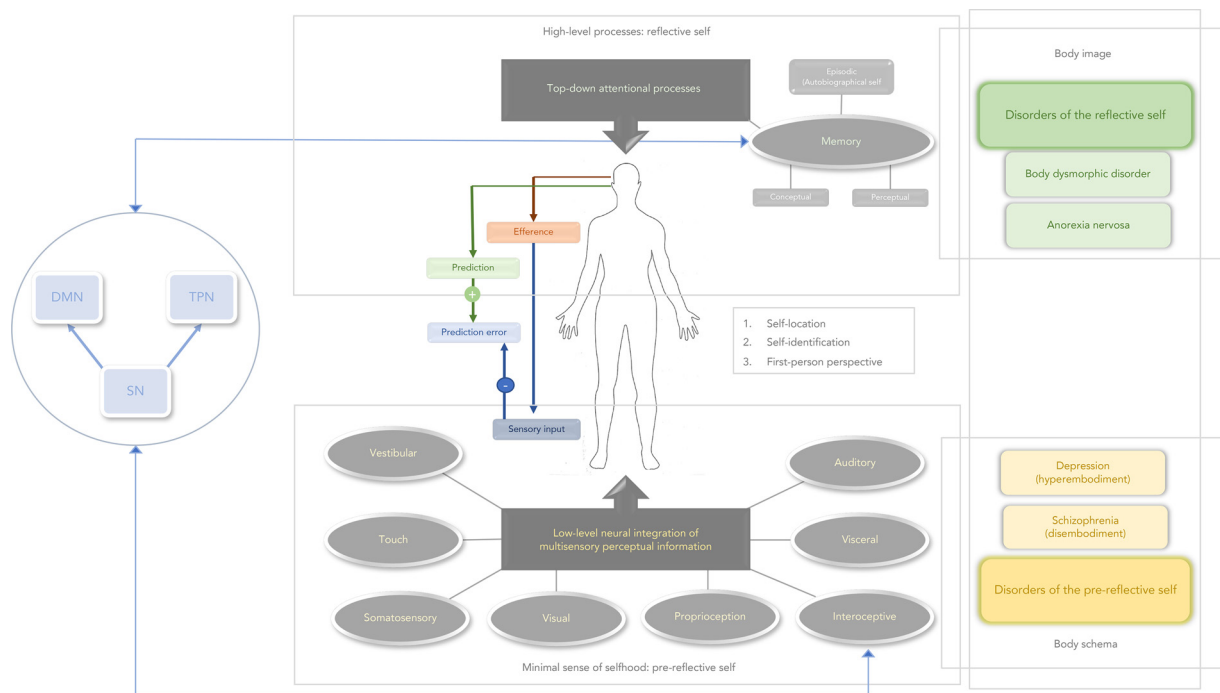 High-level processes: reflective self
Top-down attentional processes
Episodic
(Autobiographical self
Memory
Conceptual
Perceptual
Efference
Prediction
+
Prediction error
-
Sensory input
DMN
TPN
SN
1. Self-location
2. Self-identification
3. First-person perspective
Body image
Disorders of the reflective self
Body dysmorphic disorder
Anorexia nervosa
Vestibular
Auditory
Touch
Low-level neural integration of
multisensory perceptual information
Visceral
Somatosensory
Visual
Proprioception
Interoceptive
Minimal sense of selfhood: pre-reflective self
Depression
(hyperembodiment)
Schizophrenia
(disembodiment)
Disorders of the pre-reflective self
Body schema